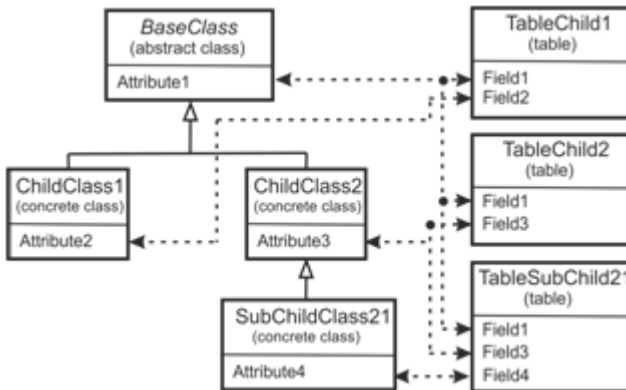 BaseClass
(abstract class)
Attribute1
TableChild1
(table)
Field1
Field2
ChildClass1
(concrete class)
Attribute2
ChildClass2
(concrete class)
Attribute3
TableChild2
(table)
Field1
Field3
SubChildClass21
(concrete class)
Attribute4
TableSubChild21
(table)
Field1
Field3
Field4